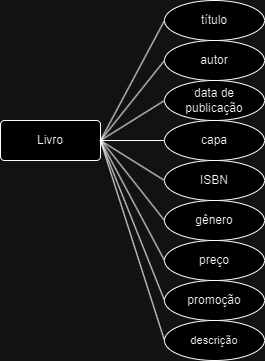 título
autor
data de
publicação
Livro
capa
ISBN
gênero
preço
promoção
descrição